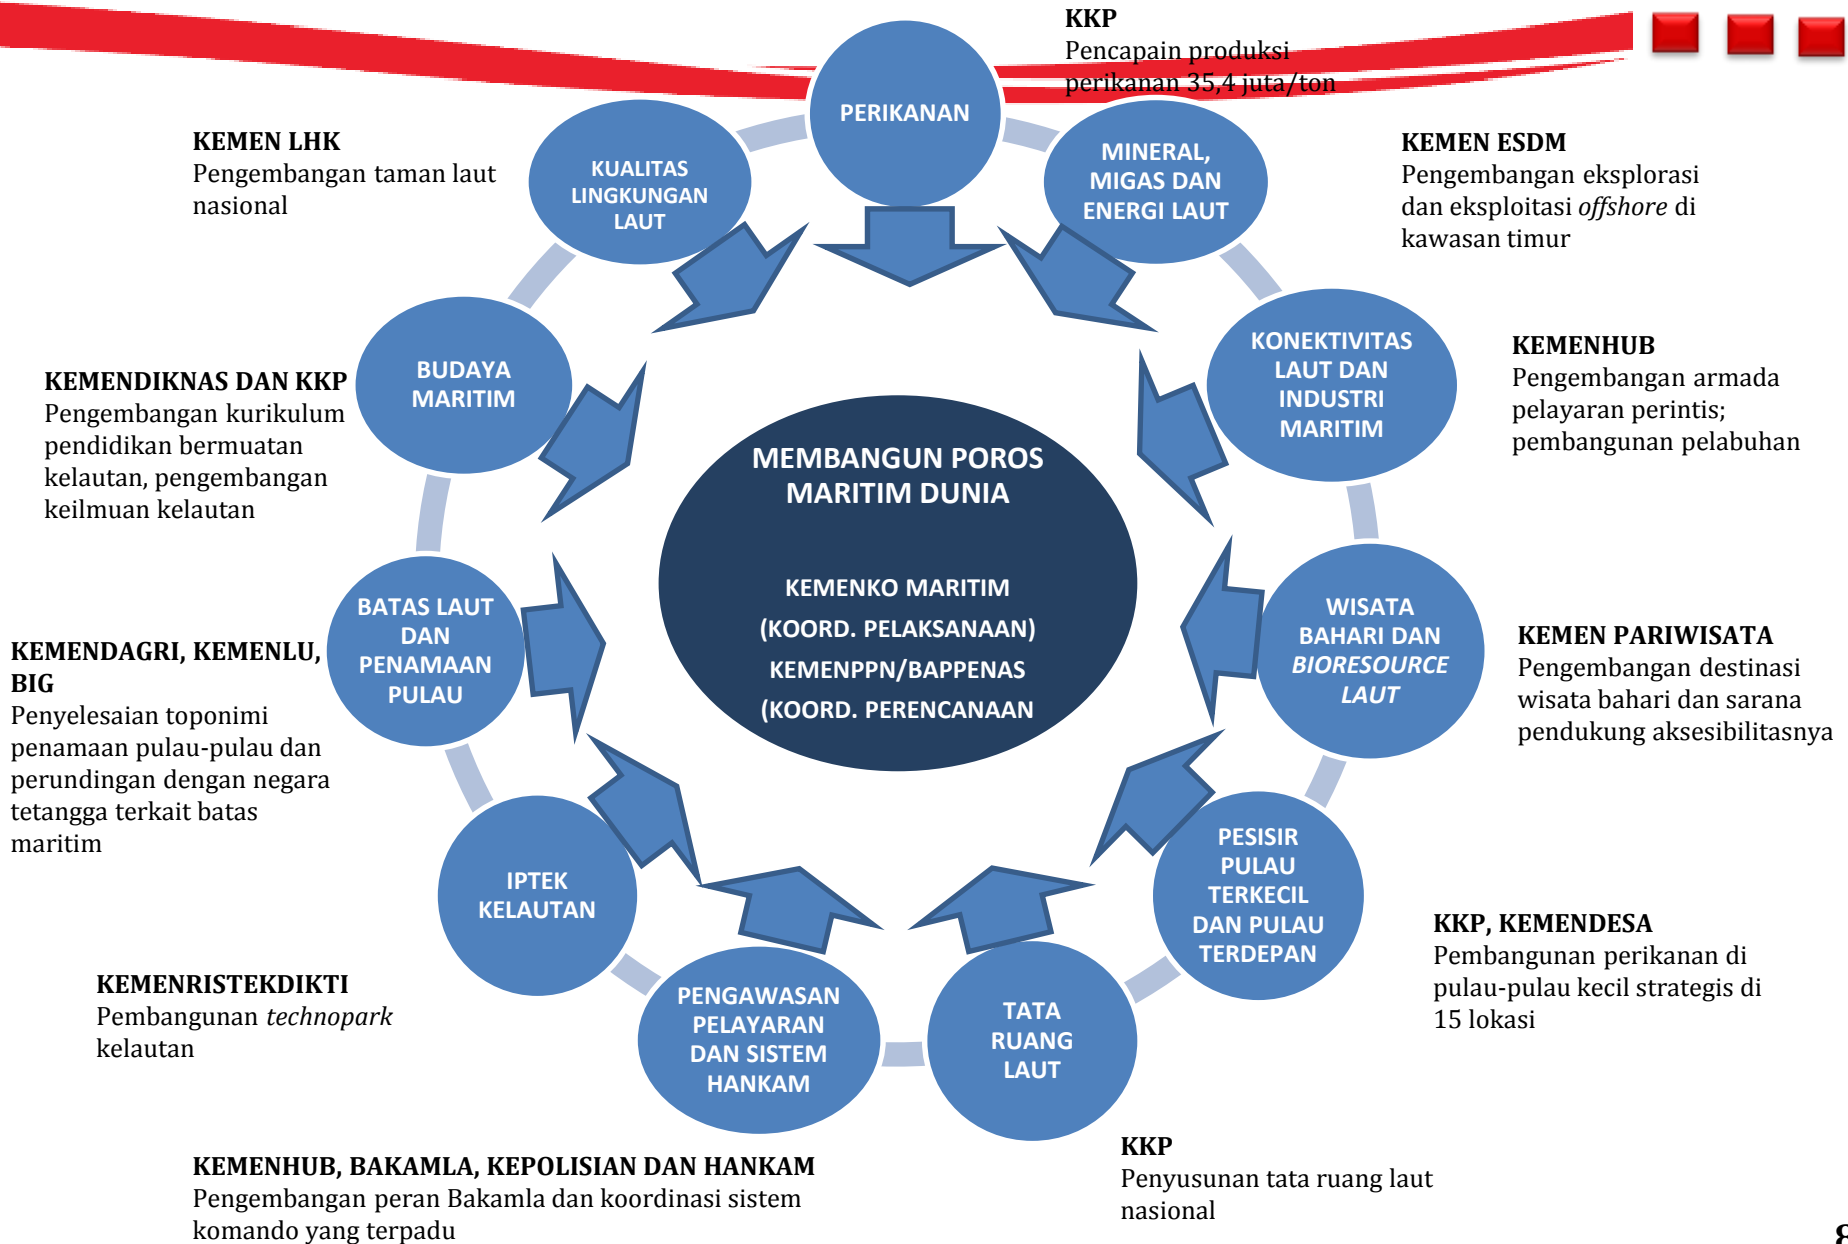 KKP
Pencapain produksi
perikanan 35,4 juta/ton
PERIKANAN
KEMEN ESDM
Pengembangan eksplorasi
dan eksploitasi offshore di
kawasan timur
MINERAL,
MIGAS DAN
ENERGI LAUT
KEMENHUB
Pengembangan armada
pelayaran perintis;
pembangunan pelabuhan
KONEKTIVITAS
LAUT DAN
INDUSTRI
MARITIM
KEMEN PARIWISATA
Pengembangan destinasi
wisata bahari dan sarana
pendukung aksesibilitasnya
WISATA
BAHARI DAN
BIORESOURCE
LAUT
KKP, KEMENDESA
Pembangunan perikanan di
pulau-pulau kecil strategis di
15 lokasi
PESISIR
PULAU
TERKECIL
DAN PULAU
TERDEPAN
KKP
Penyusunan tata ruang laut
nasional
TATA
RUANG
LAUT
KEMENHUB, BAKAMLA, KEPOLISIAN DAN HANKAM
Pengembangan peran Bakamla dan koordinasi sistem
komando yang terpadu
PENGAWASAN
PELAYARAN
DAN SISTEM
HANKAM
KEMENRISTEKDIKTI
Pembangunan technopark
kelautan
IPTEK
KELAUTAN
KEMENDAGRI, KEMENLU,
BIG
Penyelesaian toponimi
penamaan pulau-pulau dan
perundingan dengan negara
tetangga terkait batas
maritim
BATAS LAUT
DAN
PENAMAAN
PULAU
KEMENDIKNAS DAN KKP
Pengembangan kurikulum
pendidikan bermuatan
kelautan, pengembangan
keilmuan kelautan
BUDAYA
MARITIM
KEMEN LHK
Pengembangan taman laut
nasional
KUALITAS
LINGKUNGAN
LAUT
MEMBANGUN POROS
MARITIM DUNIA
KEMENKO MARITIM
(KOORD. PELAKSANAAN)
KEMENPPN/BAPPENAS
(KOORD. PERENCANAAN